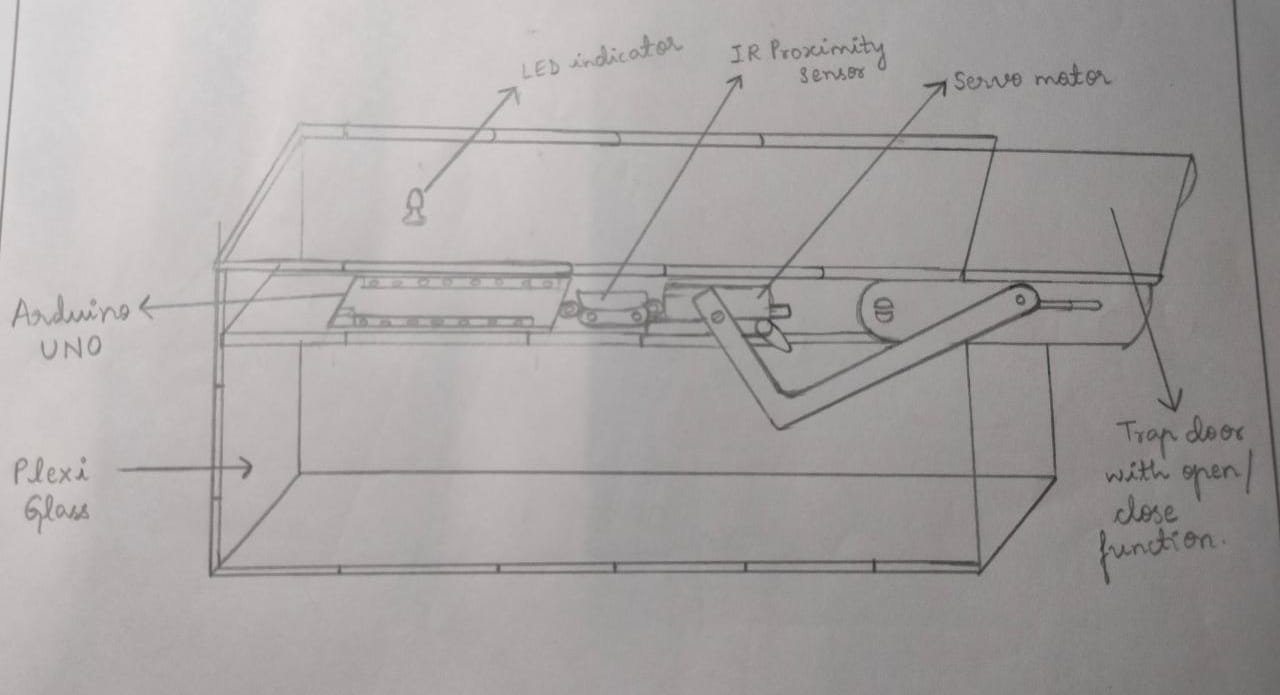 LED indicator
IR Proximity
sensor
Servo motor
Arduino
UNO
Plexi
Glass
Trap door
with open/
close
function.